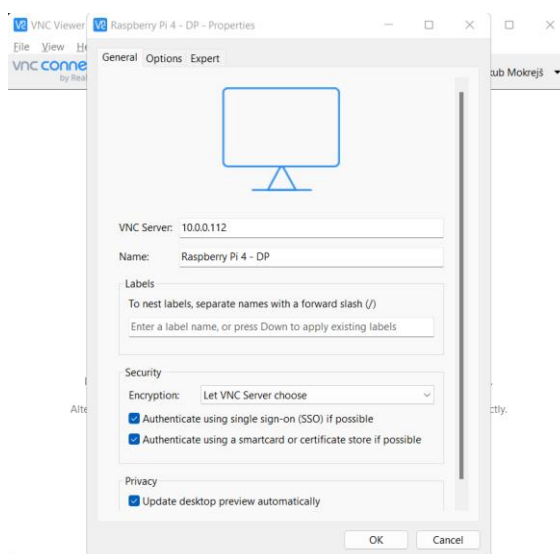 VNC Viewer
Raspberry Pi 4 - DP - Properties
File View
vnc conne
by Real
ub Mokrejš
General Options Expert
VNC Server: 10.0.0.112
Name: Raspberry Pi 4 - DP
Labels
To nest labels, separate names with a forward slash (/)
Enter a label name, or press Down to apply existing labels
Security
Encryption: Let VNC Server choose
Authenticate using single sign-on (SSO) if possible
Authenticate using a smartcard or certificate store if possible
Alte
ctly.
Privacy
Update desktop preview automatically
OK Cancel